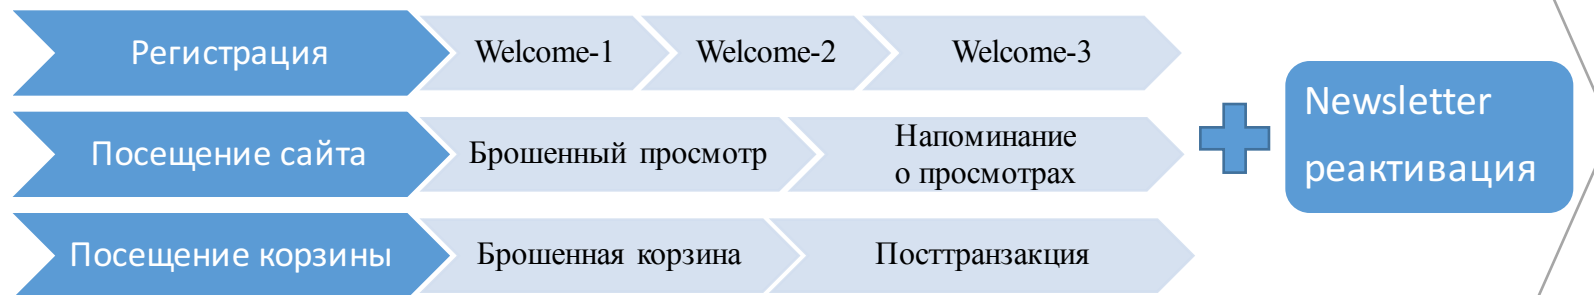 Регистрация
Welcome-1
Welcome-2
Welcome-3
Посещение сайта
Брошенный просмотр
Напоминание
о просмотрах
Посещение корзины
Брошенная корзина
Посттранзакция
Newsletter
реактивация